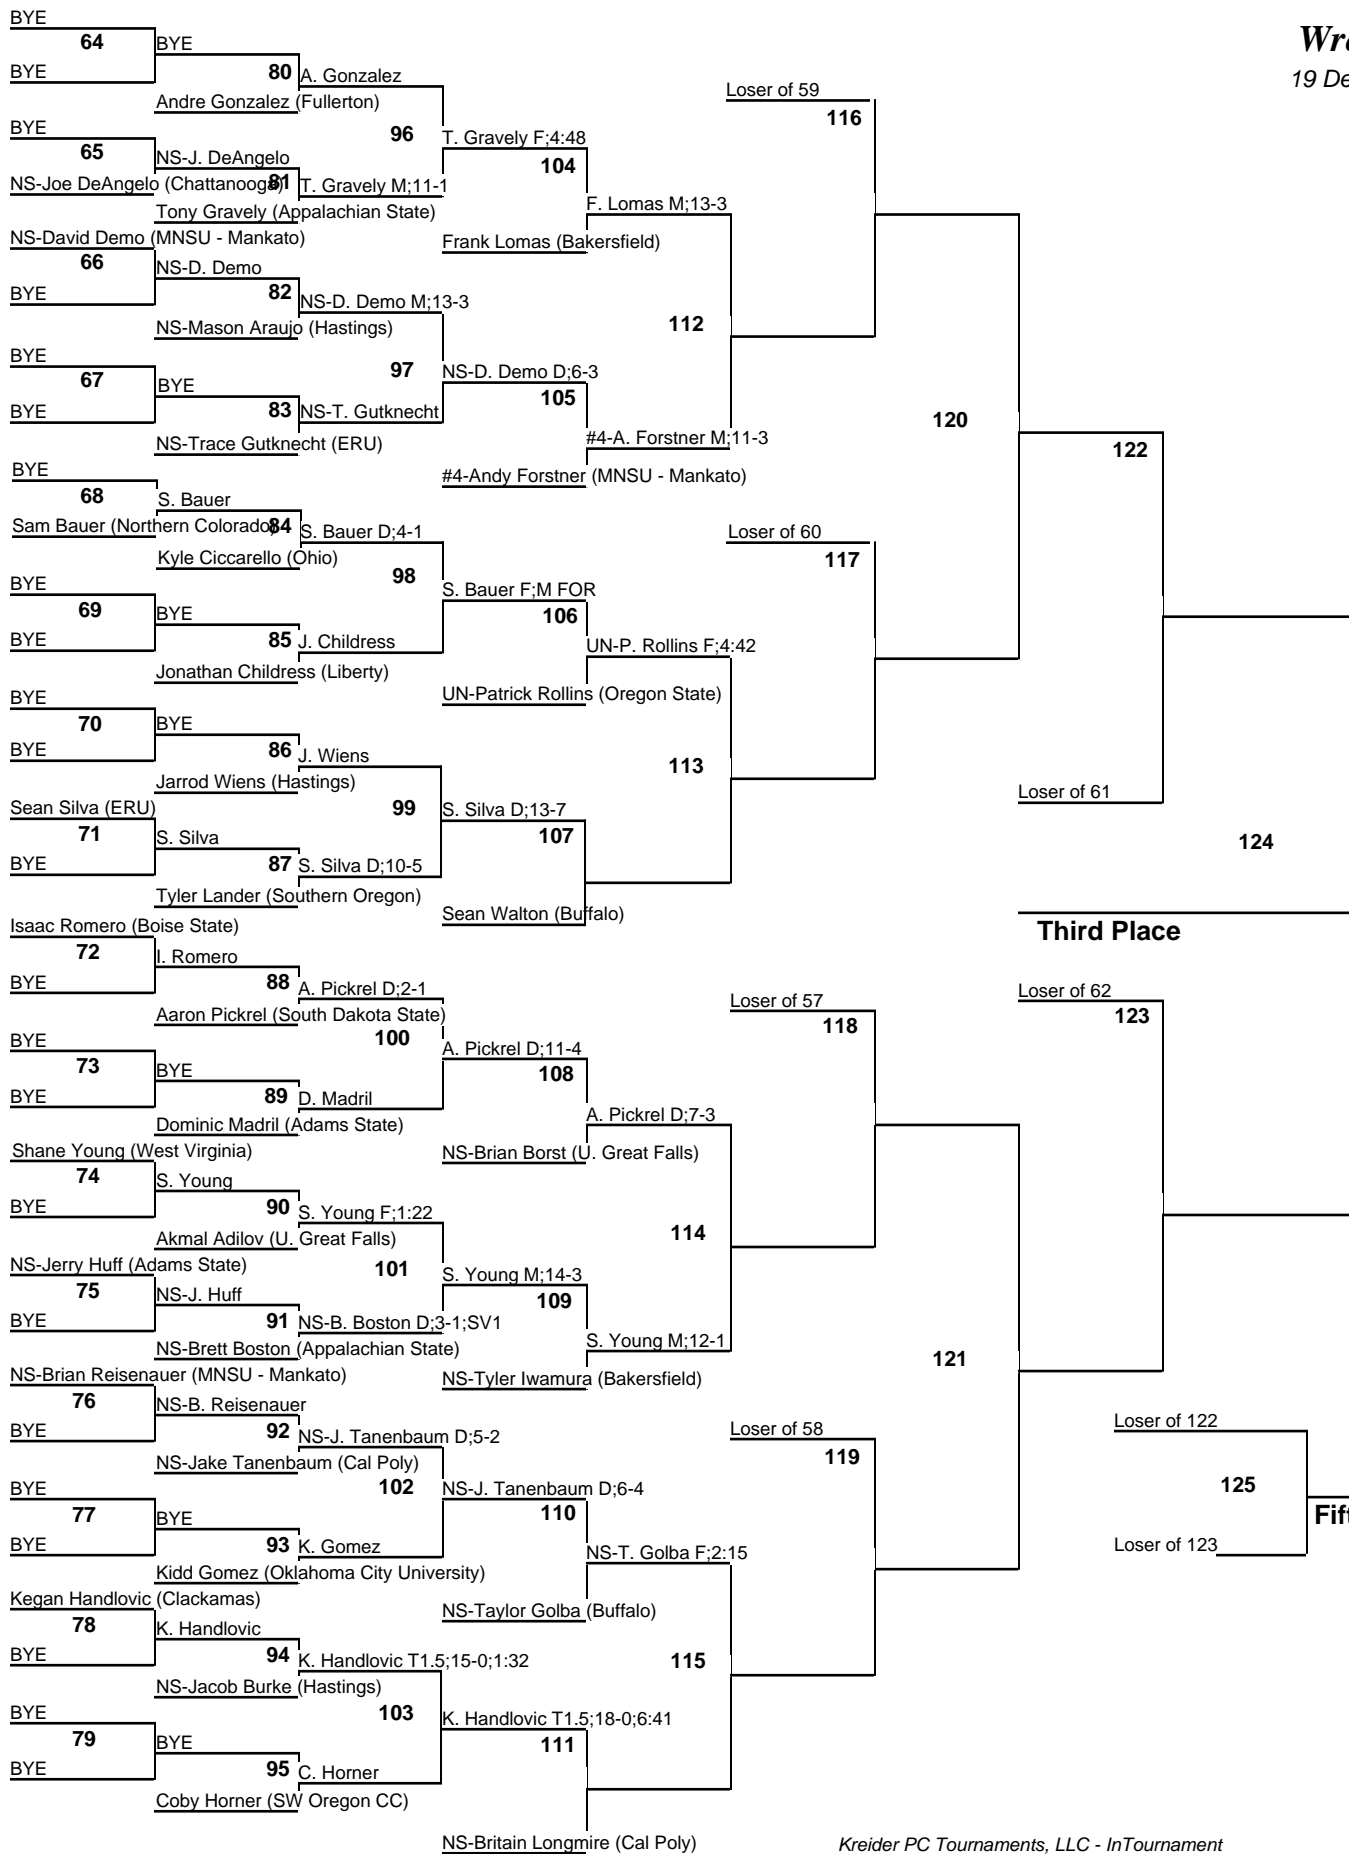 BYE
64
BYE
BYE
80
A. Gonzalez
Andre Gonzalez (Fullerton)
BYE
65
NS-J. DeAngelo
NS-Joe DeAngelo (Chattanooga)
81
T. Gravely M;11-1
Tony Gravely (Appalachian State)
96
T. Gravely F;4:48
104
F. Lomas M;13-3
Frank Lomas (Bakersfield)
NS-David Demo (MNSU - Mankato)
66
NS-D. Demo
BYE
82
NS-D. Demo M;13-3
NS-Mason Araujo (Hastings)
BYE
67
BYE
BYE
83
NS-T. Gutknecht
NS-Trace Gutknecht (ERU)
97
NS-D. Demo D;6-3
105
#4-A. Forstner M;11-3
#4-Andy Forstner (MNSU - Mankato)
112
Loser of 59
116
BYE
68
S. Bauer
Sam Bauer (Northern Colorado)
84
S. Bauer D;4-1
Kyle Ciccarello (Ohio)
BYE
69
BYE
BYE
85
J. Childress
Jonathan Childress (Liberty)
98
S. Bauer F;M FOR
106
UN-P. Rollins F;4:42
UN-Patrick Rollins (Oregon State)
BYE
70
BYE
BYE
86
J. Wiens
Jarrod Wiens (Hastings)
Sean Silva (ERU)
71
S. Silva
BYE
87
S. Silva D;10-5
Tyler Lander (Southern Oregon)
99
S. Silva D;13-7
107
Sean Walton (Buffalo)
113
Loser of 60
117
120
122
Loser of 61
124
Third Place
Isaac Romero (Boise State)
72
I. Romero
BYE
88
A. Pickrel D;2-1
Aaron Pickrel (South Dakota State)
BYE
73
BYE
BYE
89
D. Madril
Dominic Madril (Adams State)
100
A. Pickrel D;11-4
108
A. Pickrel D;7-3
NS-Brian Borst (U. Great Falls)
Shane Young (West Virginia)
74
S. Young
BYE
90
S. Young F;1:22
Akmal Adilov (U. Great Falls)
NS-Jerry Huff (Adams State)
75
NS-J. Huff
BYE
91
NS-B. Boston D;3-1;SV1
NS-Brett Boston (Appalachian State)
101
S. Young M;14-3
109
S. Young M;12-1
NS-Tyler Iwamura (Bakersfield)
114
Loser of 57
118
Loser of 62
123
NS-Brian Reisenauer (MNSU - Mankato)
76
NS-B. Reisenauer
BYE
92
NS-J. Tanenbaum D;5-2
NS-Jake Tanenbaum (Cal Poly)
BYE
77
BYE
BYE
93
K. Gomez
Kidd Gomez (Oklahoma City University)
102
NS-J. Tanenbaum D;6-4
110
NS-T. Golba F;2:15
NS-Taylor Golba (Buffalo)
Kegan Handlovic (Clackamas)
78
K. Handlovic
BYE
94
K. Handlovic T1.5;15-0;1:32
NS-Jacob Burke (Hastings)
BYE
79
BYE
BYE
95
C. Horner
Coby Horner (SW Oregon CC)
103
K. Handlovic T1.5;18-0;6:41
111
NS-Britain Longmire (Cal Poly)
115
Loser of 58
119
121
Loser of 122
125
Loser of 123
Fift
Wre
19 De
Kreider PC Tournaments, LLC - InTournament